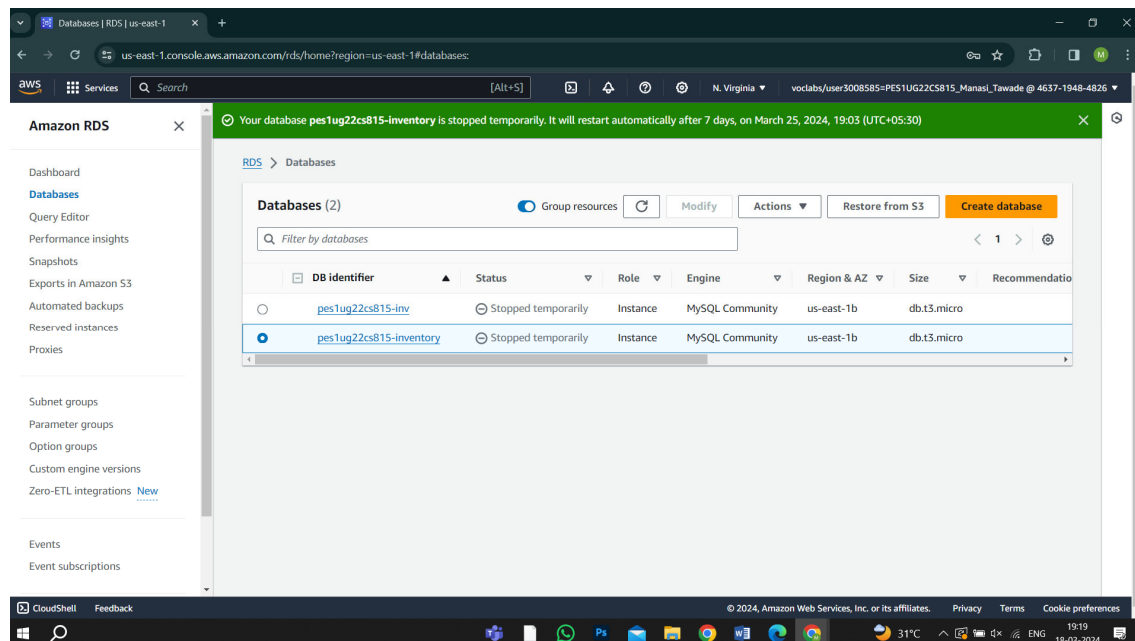 Databases | RDS | us-east-1
us-east-1.console.aws.amazon.com/rds/home?region=us-east-1#databases:
M
aws Services Search [Alt+S] N. Virginia ▼ voclabs/user3008585=PES1UG22CS815_Manasi_Tawade @ 4637-1948-4826 ▼
Amazon RDS
Dashboard
Databases
Query Editor
Performance insights
Snapshots
Exports in Amazon S3
Automated backups
Reserved instances
Proxies
Subnet groups
Parameter groups
Option groups
Custom engine versions
Zero-ETL integrations New
Events
Event subscriptions
Your database pes1ug22cs815-inventory is stopped temporarily. It will restart automatically after 7 days, on March 25, 2024, 19:03 (UTC+05:30)
RDS > Databases
Databases (2) Group resources Modify Actions ▼ Restore from S3 Create database
Filter by databases < 1 >
DB identifier Status Role Engine Region & AZ Size Recommendatio
pes1ug22cs815-inv Stopped temporarily Instance MySQL Community us-east-1b db.t3.micro
pes1ug22cs815-inventory Stopped temporarily Instance MySQL Community us-east-1b db.t3.micro
CloudShell Feedback © 2024, Amazon Web Services, Inc. or its affiliates. Privacy Terms Cookie preferences
Ps 31°C ENG 19:19
18-03-2024